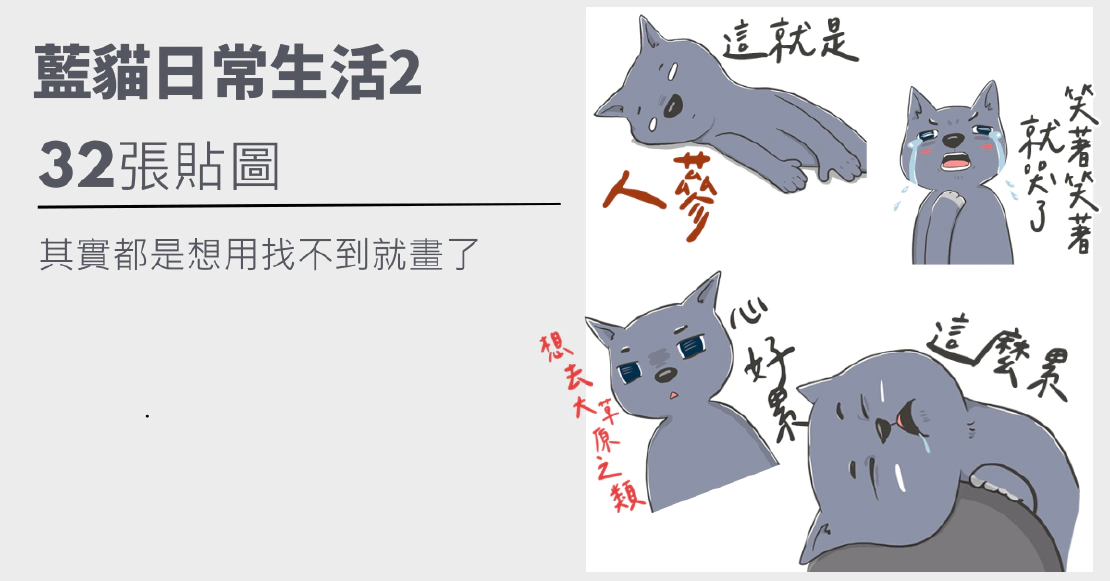 藍貓日常生活2
32張貼圖
其實都是想用找不到就畫了
這就是
人蔘
笑著笑著
就哭了
心好累
想去大草原之類
這麼累